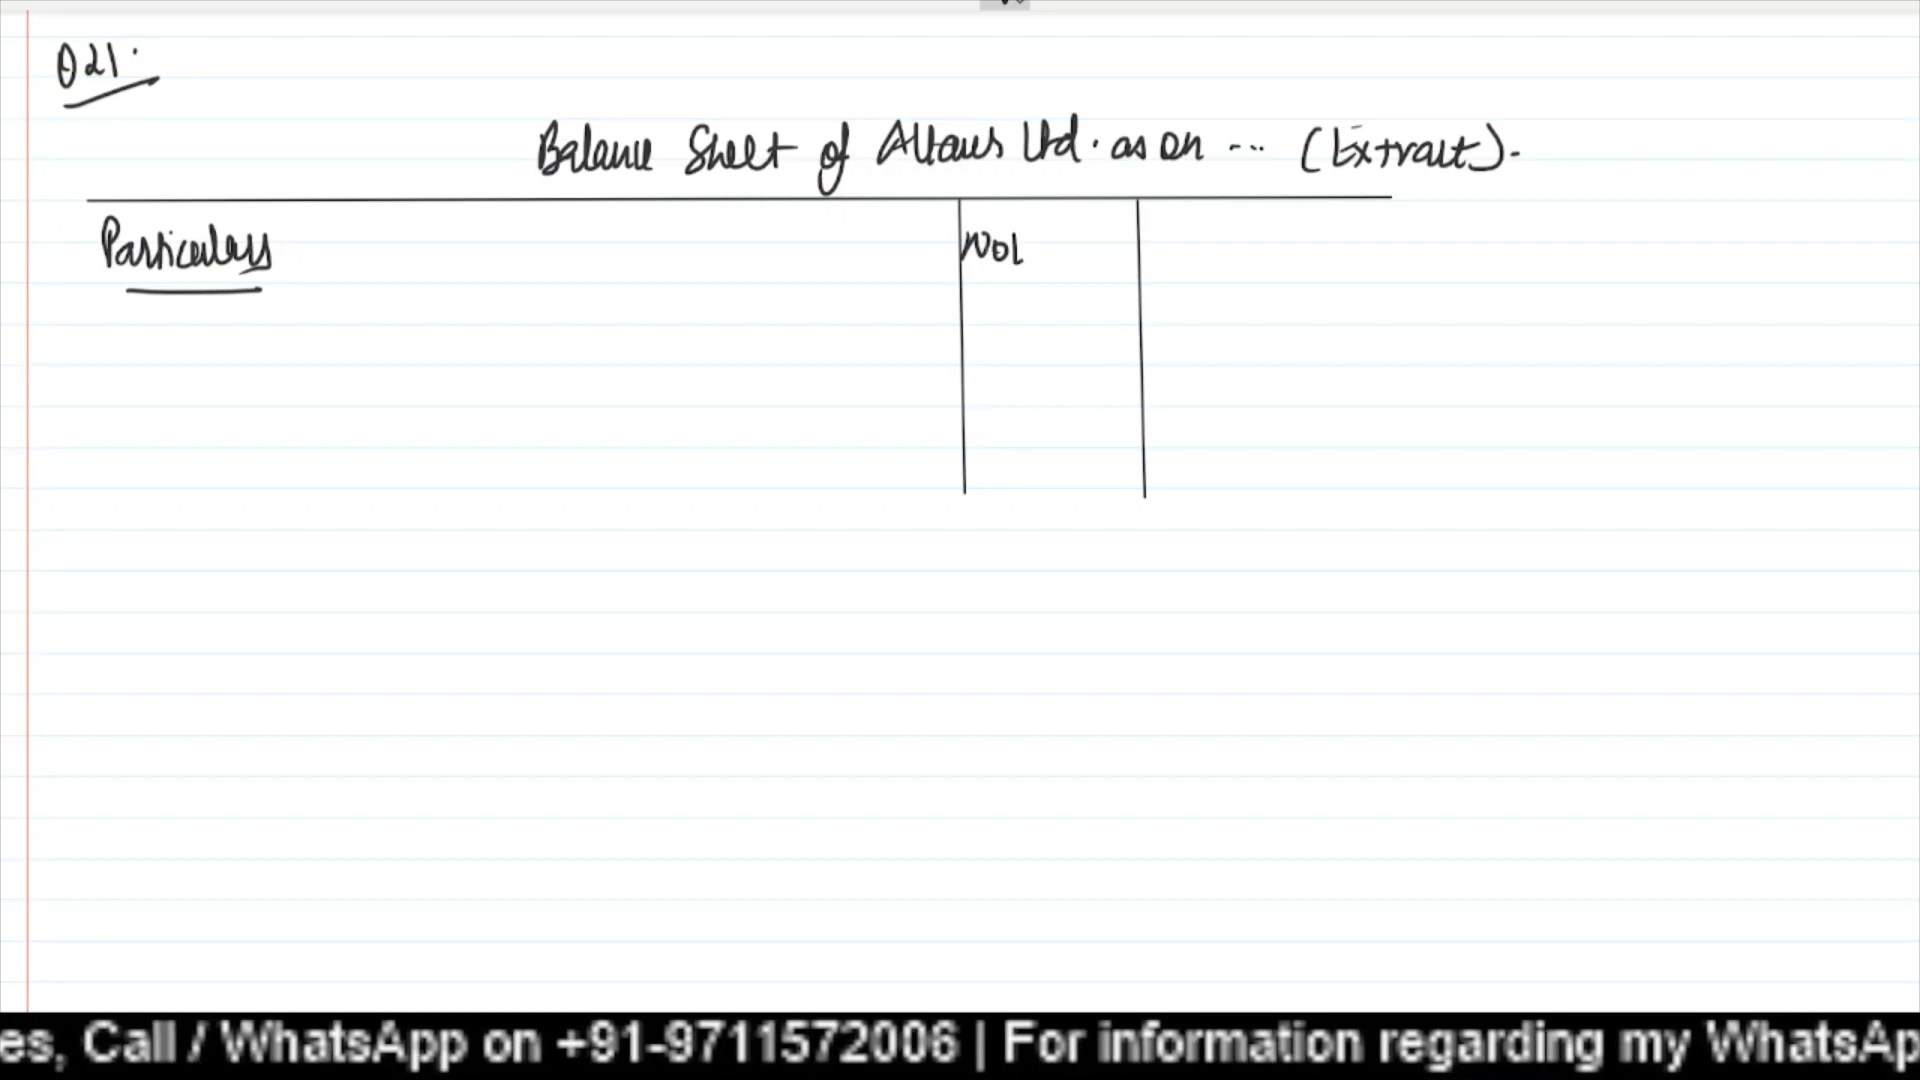 Q21.
Balance Sheet of Altaus Ltd. as on ... (Extract).
Particulars
es, Call / WhatsApp on +91-9711572006 | For information regarding my WhatsAp